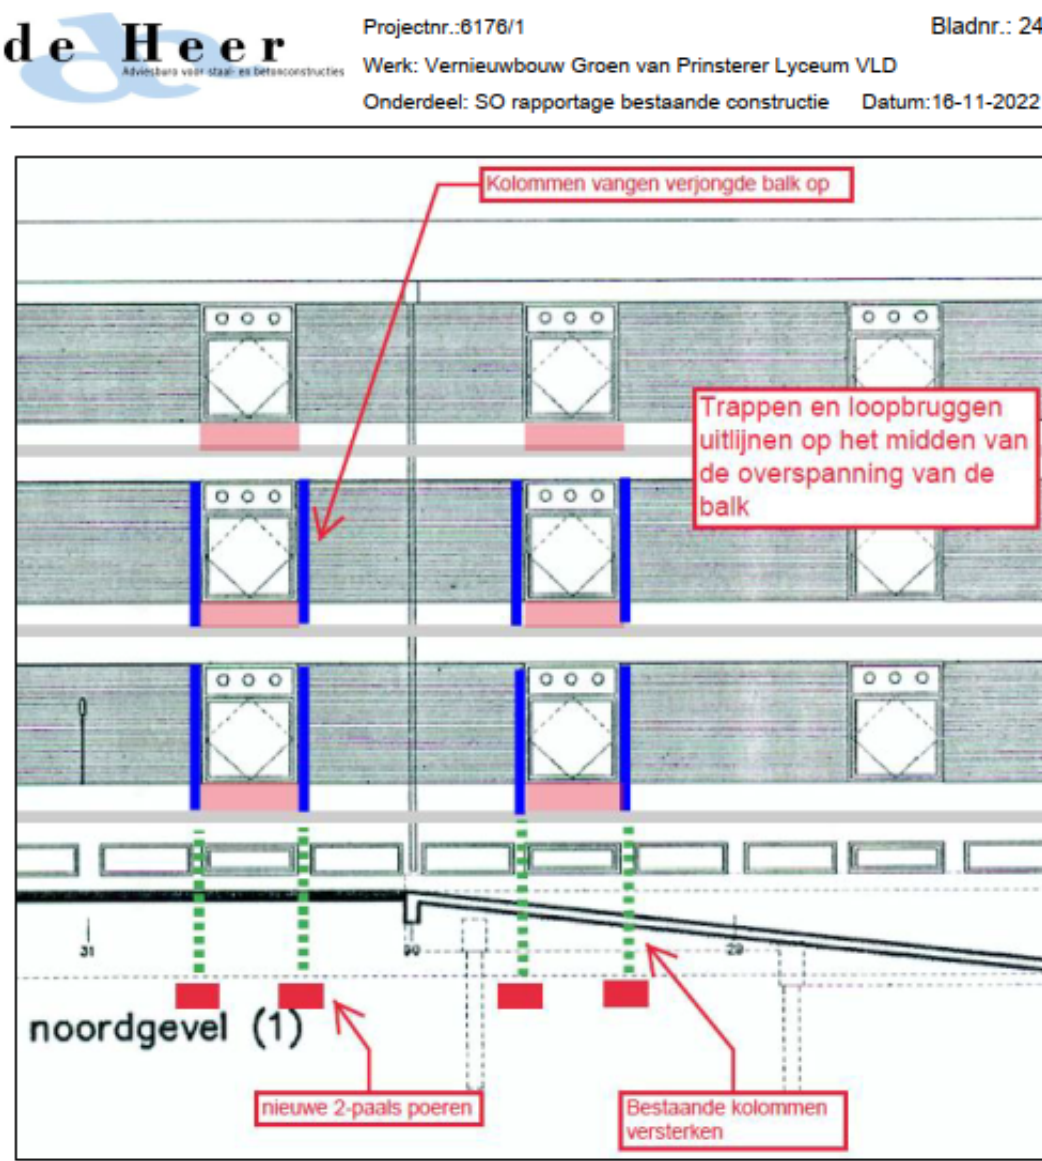 de Heer
Adviesburo voor staal- en betonconstructies
Projectnr.:6176/1
Bladnr.: 24
Werk: Vernieuwbouw Groen van Prinsterer Lyceum VLD
Onderdeel: SO rapportage bestaande constructie
Datum:16-11-2022
Kolommen vangen verjongde balk op
Trappen en loopbruggen
uitlijnen op het midden van
de overspanning van de
balk
31
29
noordgevel (1)
nieuwe 2-paals poeren
Bestaande kolommen
versterken